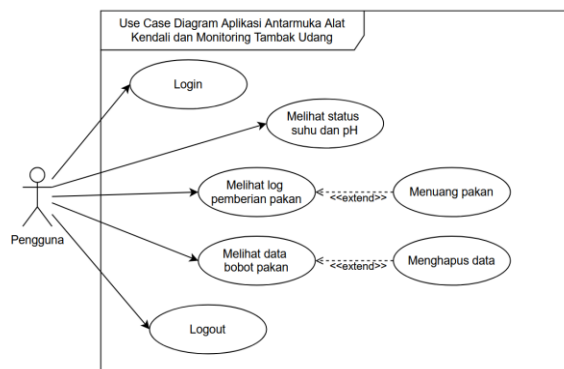 Use Case Diagram Aplikasi Antarmuka Alat
Kendali dan Monitoring Tambak Udang
Login
Melihat status
suhu dan pH
Melihat log
pemberian pakan
<<extend>>
Menuang pakan
Pengguna
Melihat data
bobot pakan
<<extend>>
Menghapus data
Logout